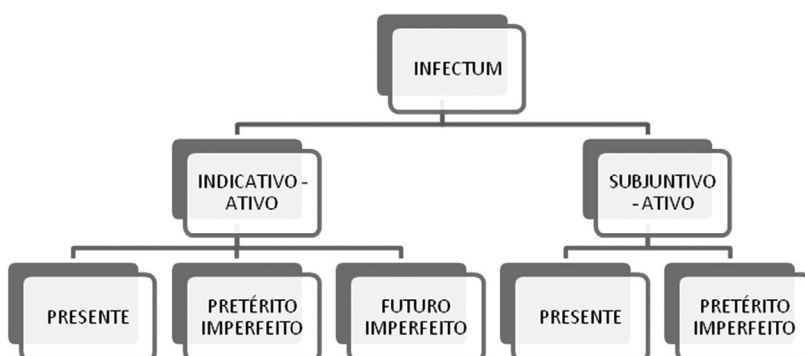 INFECTUM
INDICATIVO -
ATIVO
SUBJUNTIVO
- ATIVO
PRESENTE
PRETÉRITO
IMPERFEITO
FUTURO
IMPERFEITO
PRESENTE
PRETÉRITO
IMPERFEITO